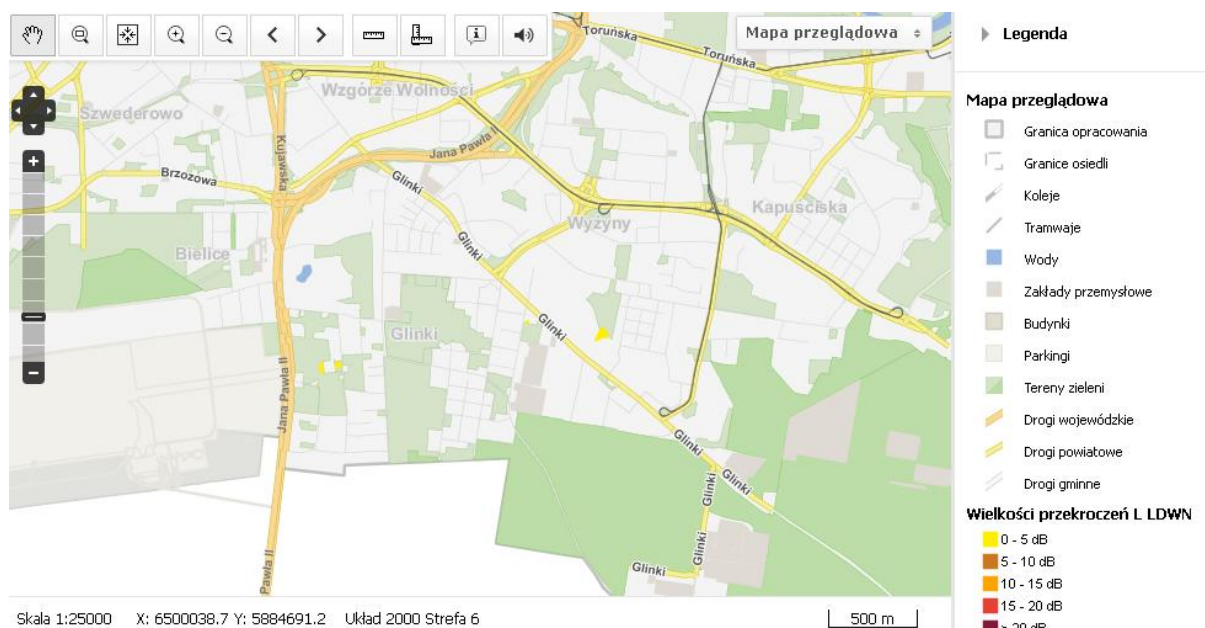 Mapa przeglądowa
Toruńska
Toruńska
Wzgórze Wolności
Szwederowo
Kujawska
Jana Pawła II
Brzozowa
Glinki
Kapuściska
Wyżyny
Bielice
Glinki
Glinki
Glinki
Jana Pawła II
Glinki
Glinki
Glinki
Glinki
Glinki
Pawła II
Skala 1:25000 X: 6500038.7 Y: 5884691.2 Układ 2000 Strefa 6
500 m
Legenda
Mapa przeglądowa
Granica opracowania
Granice osiedli
Koleje
Tramwaje
Wody
Zakłady przemysłowe
Budynki
Parkingi
Tereny zieleni
Drogi wojewódzkie
Drogi powiatowe
Drogi gminne
Wielkości przekroczeń L LDWN
0 - 5 dB
5 - 10 dB
10 - 15 dB
15 - 20 dB
> 20 dB